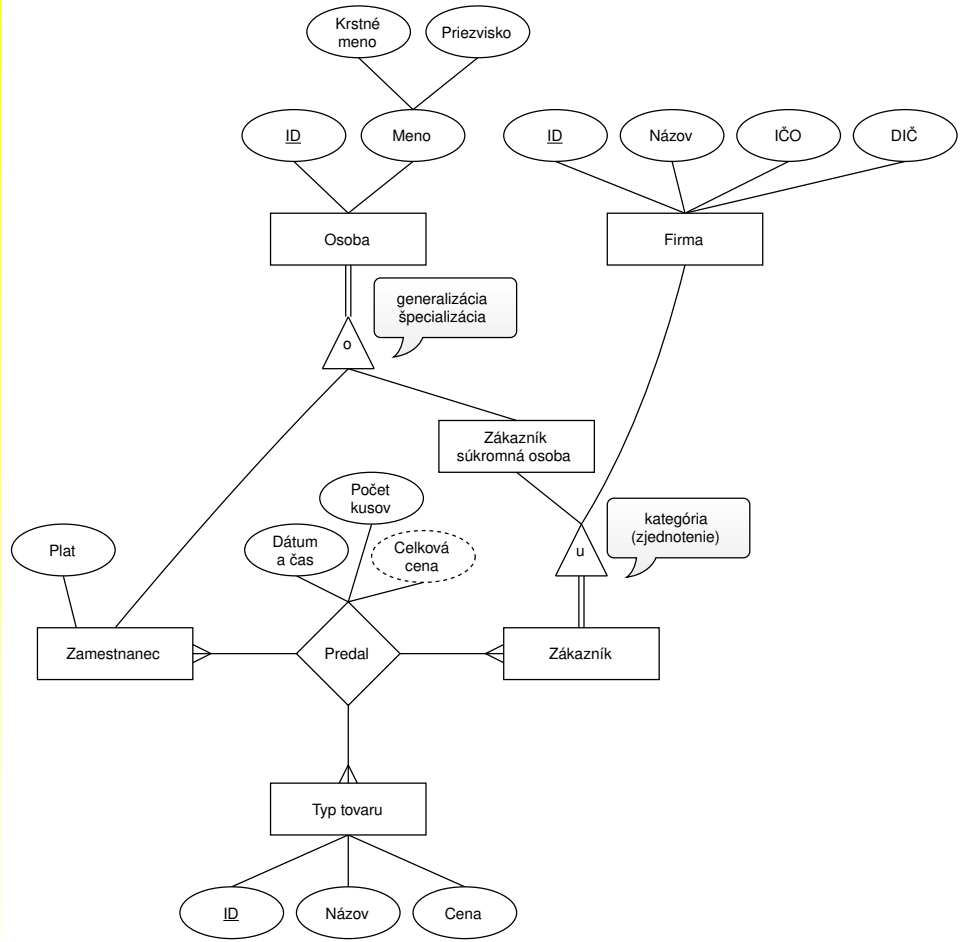 Krstné
meno
Priezvisko
ID
Meno
ID
Názov
IČO
DIČ
Osoba
Firma
generalizácia
špecializácia
o
Zákazník
súkromná osoba
Počet
kusov
kategória
(zjednotenie)
Plat
Dátum
a čas
Celková
cena
u
Zamestnanec
Predal
Zákazník
Typ tovaru
ID
Názov
Cena